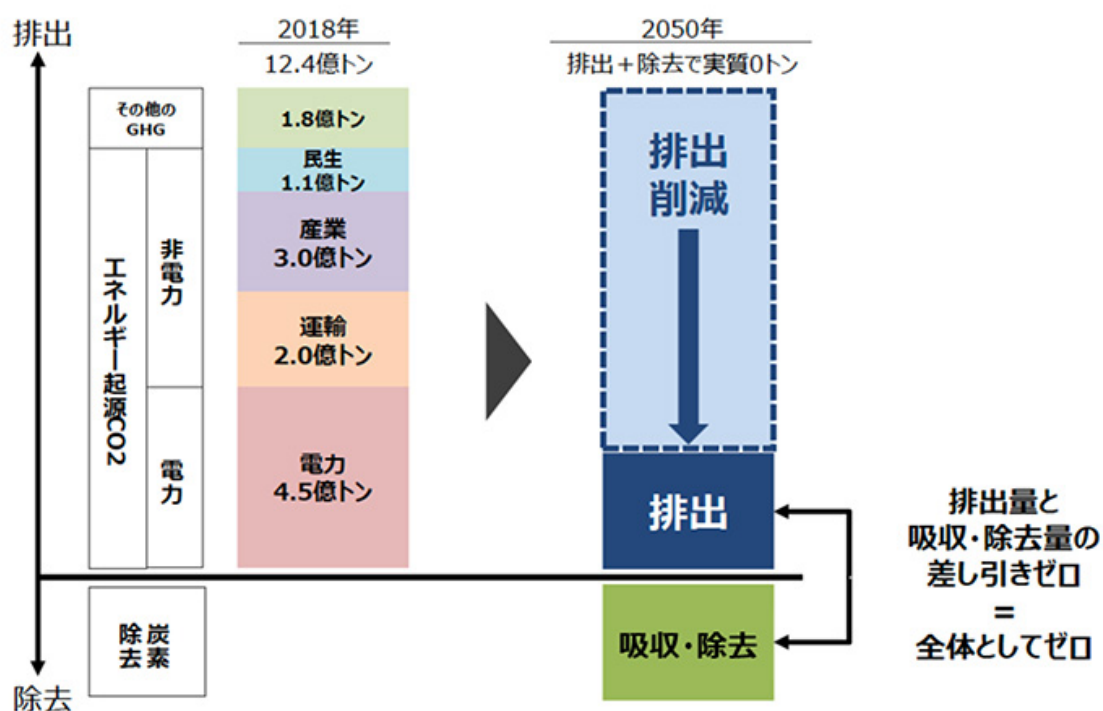 排出
2018年
12.4億トン
2050年
排出+除去で実質0トン
その他の
GHG
エネルギー起源CO2
非電力
電力
1.8億トン
民生
1.1億トン
産業
3.0億トン
運輸
2.0億トン
電力
4.5億トン
排出
削減
排出
吸収・除去
排出量と
吸収・除去量の
差し引きゼロ
=
全体としてゼロ
炭素
除去
除去